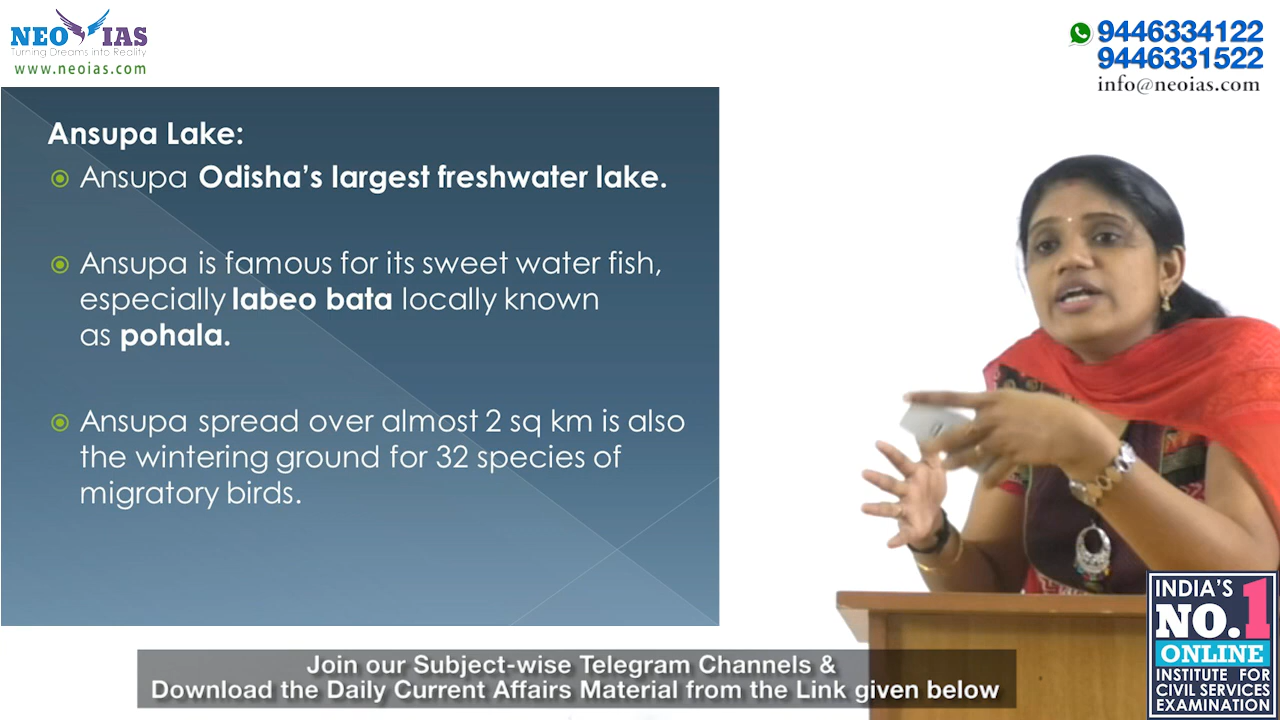 NEO IAS
Turning Dreams into Reality
www.neoias.com
9446334122
9446331522
info@neoias.com
Ansupa Lake:
Ansupa Odisha's largest freshwater lake.
Ansupa is famous for its sweet water fish,
especially labeo bata locally known
as pohala.
Ansupa spread over almost 2 sq km is also
the wintering ground for 32 species of
migratory birds.
INDIA'S
NO.1
ONLINE
INSTITUTE FOR
CIVIL SERVICES
EXAMINATION
Join our Subject-wise Telegram Channels &
Download the Daily Current Affairs Material from the Link given below